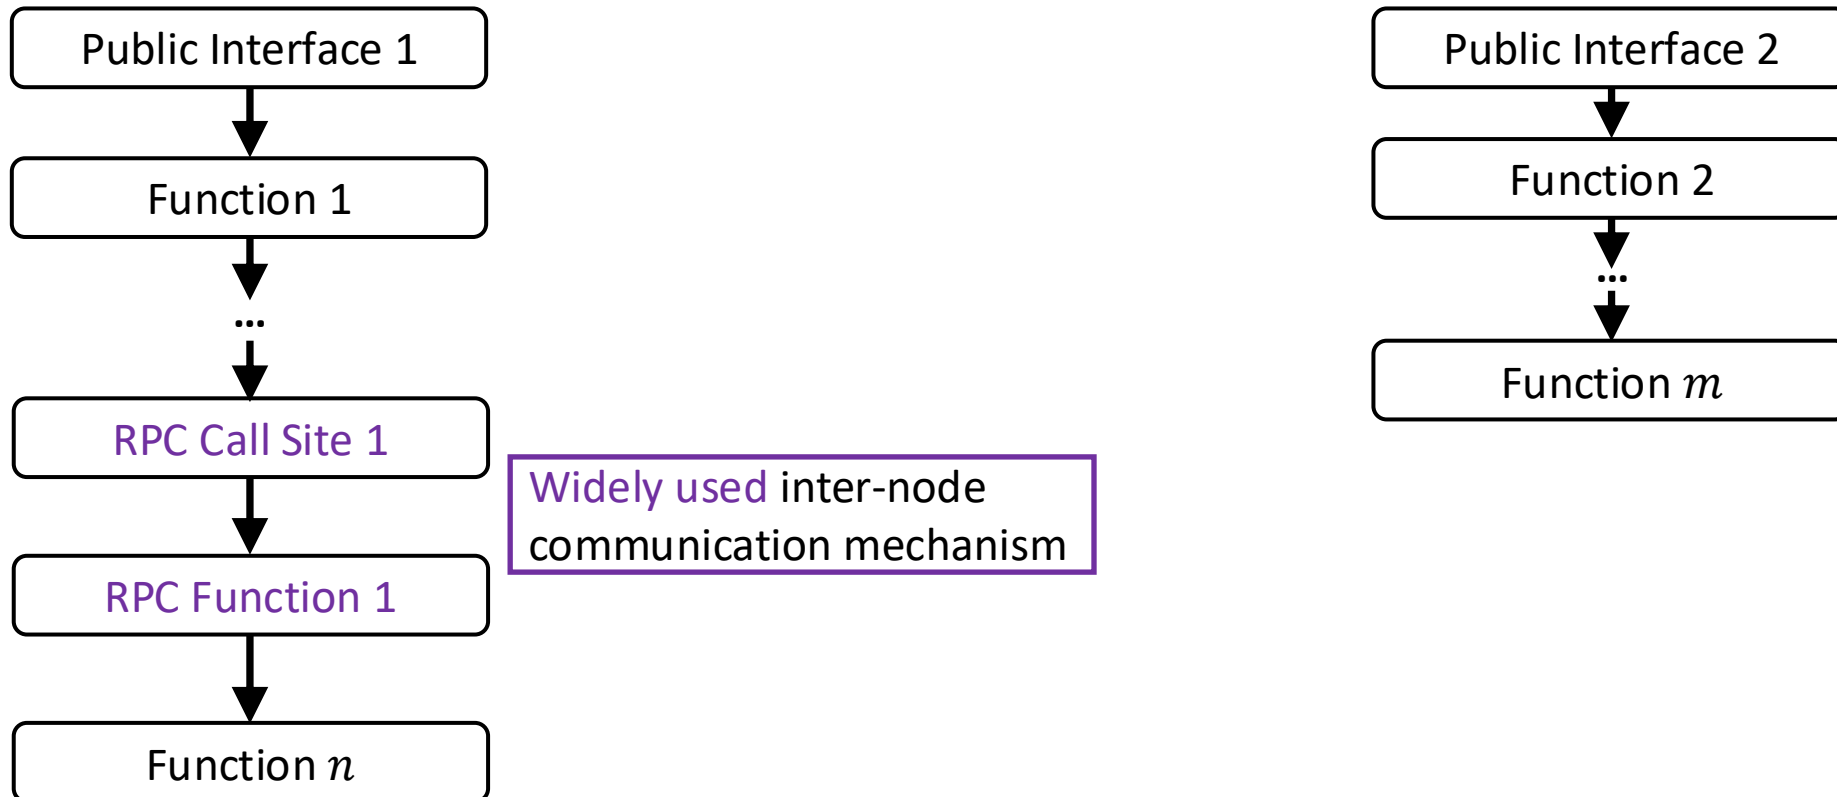 Public Interface 1
Function 1
...
RPC Call Site 1
RPC Function 1
Function n
Widely used inter-node
communication mechanism
Public Interface 2
Function 2
...
Function m